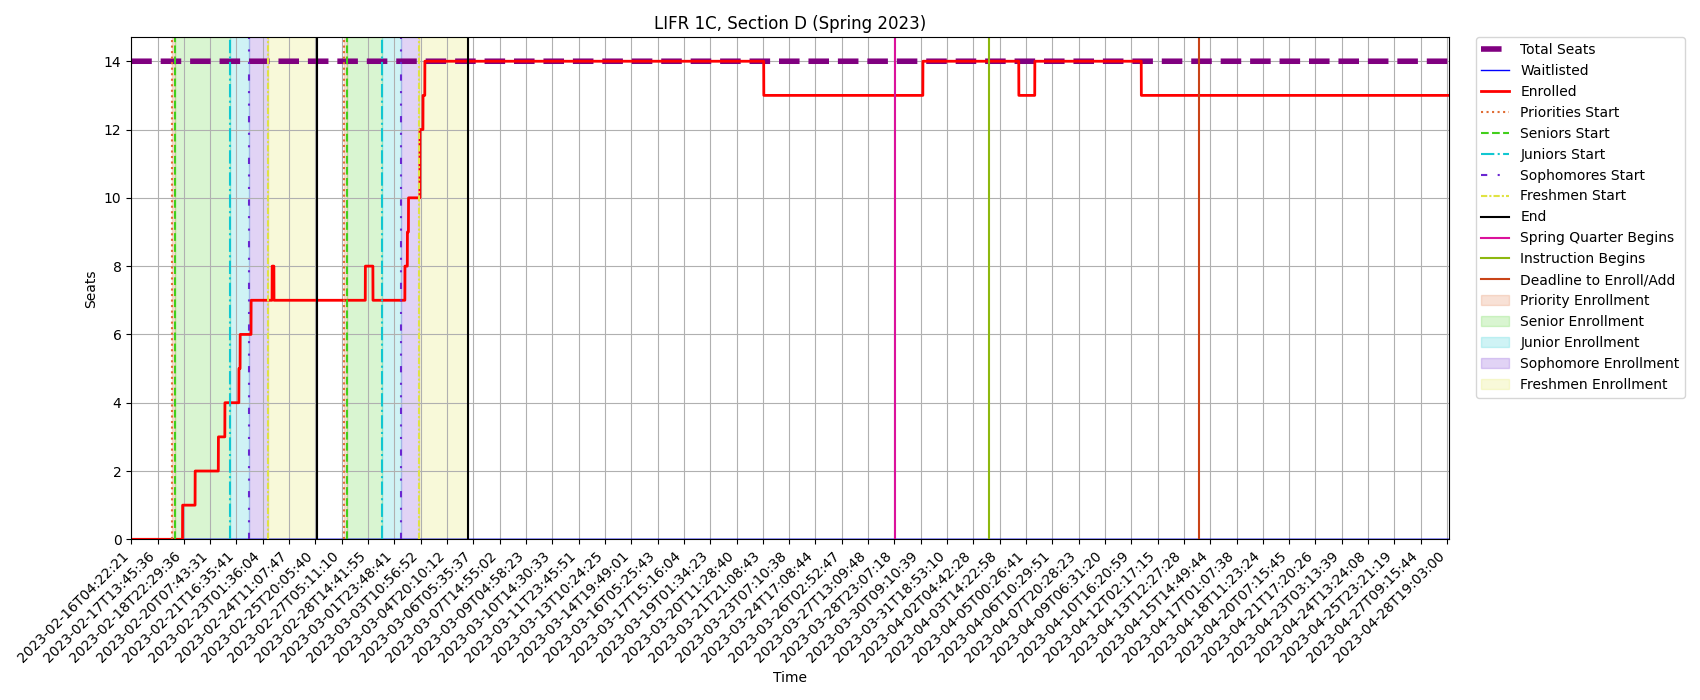 LIFR 1C, Section D (Spring 2023)
Seats
14
12
10
8
6
4
2
0
2023-02-16T04:22:21
2023-02-17T13:45:36
2023-02-18T22:29:36
2023-02-20T07:43:31
2023-02-21T16:35:41
2023-02-23T01:36:04
2023-02-24T11:07:47
2023-02-25T20:05:40
2023-02-27T05:11:10
2023-02-28T14:41:55
2023-03-01T23:48:41
2023-03-03T10:56:52
2023-03-04T20:10:12
2023-03-06T05:35:37
2023-03-07T14:55:02
2023-03-09T04:58:23
2023-03-10T14:30:33
2023-03-11T23:45:51
2023-03-13T10:24:25
2023-03-14T19:49:01
2023-03-16T05:25:43
2023-03-17T15:16:04
2023-03-19T01:34:23
2023-03-20T11:28:40
2023-03-21T21:08:43
2023-03-23T07:10:38
2023-03-24T17:08:44
2023-03-26T02:52:47
2023-03-27T13:09:48
2023-03-28T23:07:18
2023-03-30T09:10:39
2023-03-31T18:53:10
2023-04-02T04:42:28
2023-04-03T14:22:58
2023-04-05T00:26:41
2023-04-06T10:29:51
2023-04-07T20:28:23
2023-04-09T06:31:20
2023-04-10T16:20:59
2023-04-12T02:17:15
2023-04-13T12:27:28
2023-04-15T14:49:44
2023-04-17T01:07:38
2023-04-18T11:23:24
2023-04-20T07:15:45
2023-04-21T17:20:26
2023-04-23T03:13:39
2023-04-24T13:24:08
2023-04-25T23:21:19
2023-04-27T09:15:44
2023-04-28T19:03:00
Time
Total Seats
Waitlisted
Enrolled
Priorities Start
Seniors Start
Juniors Start
Sophomores Start
Freshmen Start
End
Spring Quarter Begins
Instruction Begins
Deadline to Enroll/Add
Priority Enrollment
Senior Enrollment
Junior Enrollment
Sophomore Enrollment
Freshmen Enrollment